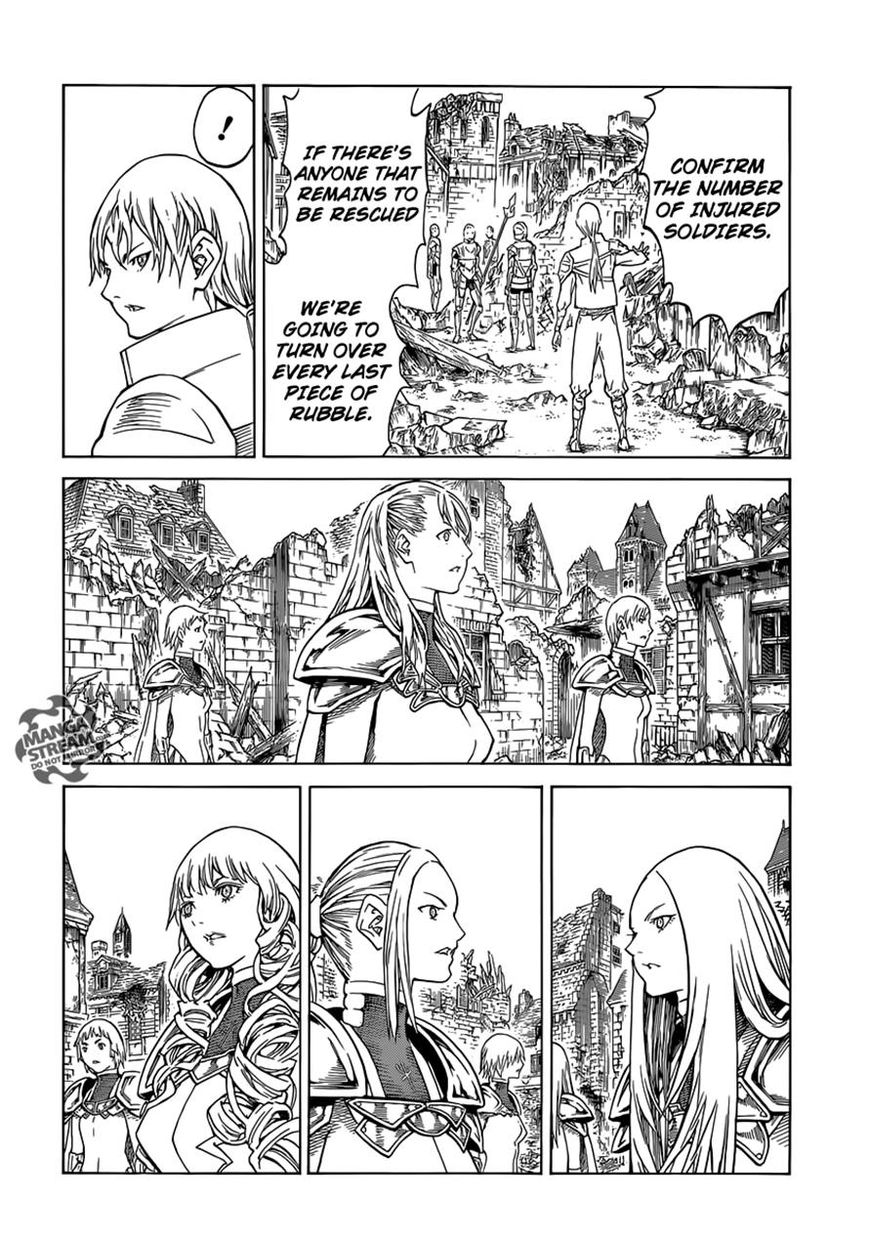 CONFIRM
THE NUMBER
OF INJURED
SOLDIERS.
IF THERE'S
ANYONE THAT
REMAINS TO
BE RESCUED
WE'RE
GOING TO
TURN OVER
EVERY LAST
PIECE OF
RUBBLE.
!
MANGA
STREAM